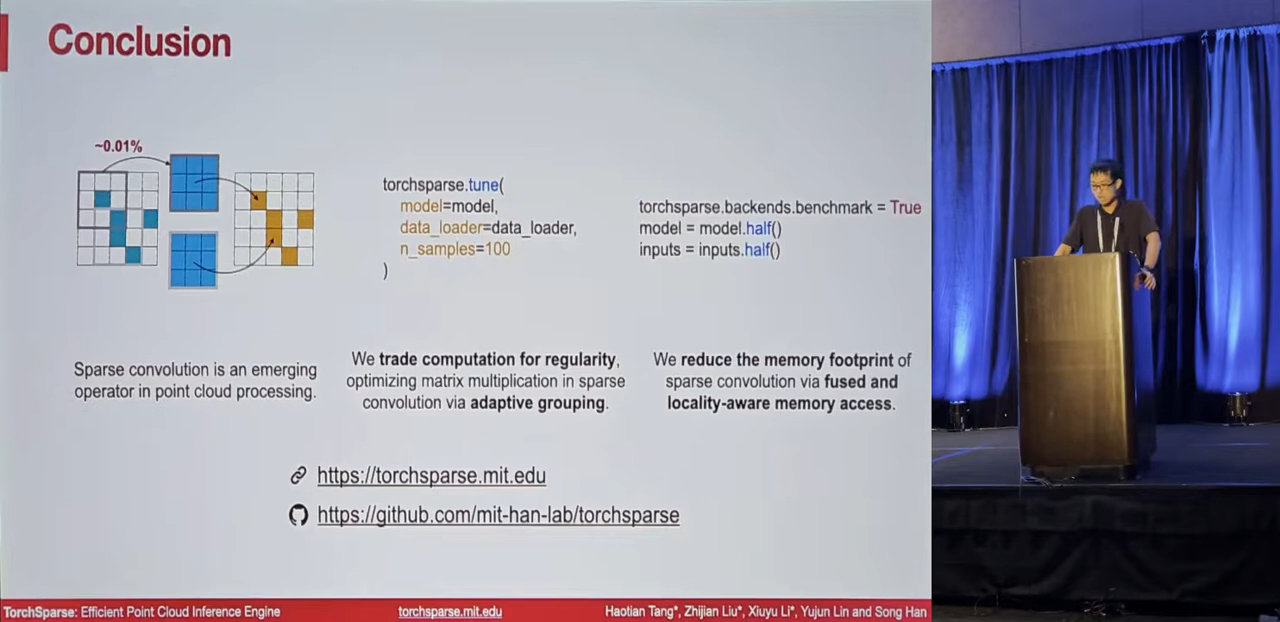 Conclusion
~0.01%
torchsparse.tune(
model=model,
data_loader=data_loader,
n_samples=100
)
torchsparse.backends.benchmark = True
model = model.half()
inputs = inputs.half()
Sparse convolution is an emerging
operator in point cloud processing.
We trade computation for regularity,
optimizing matrix multiplication in sparse
convolution via adaptive grouping.
We reduce the memory footprint of
sparse convolution via fused and
locality-aware memory access.
https://torchsparse.mit.edu
https://github.com/mit-han-lab/torchsparse
TorchSparse: Efficient Point Cloud Inference Engine
torchsparse.mit.edu
Haotian Tang*, Zhijian Liu*, Xiuyu Li*, Yujun Lin and Song Han